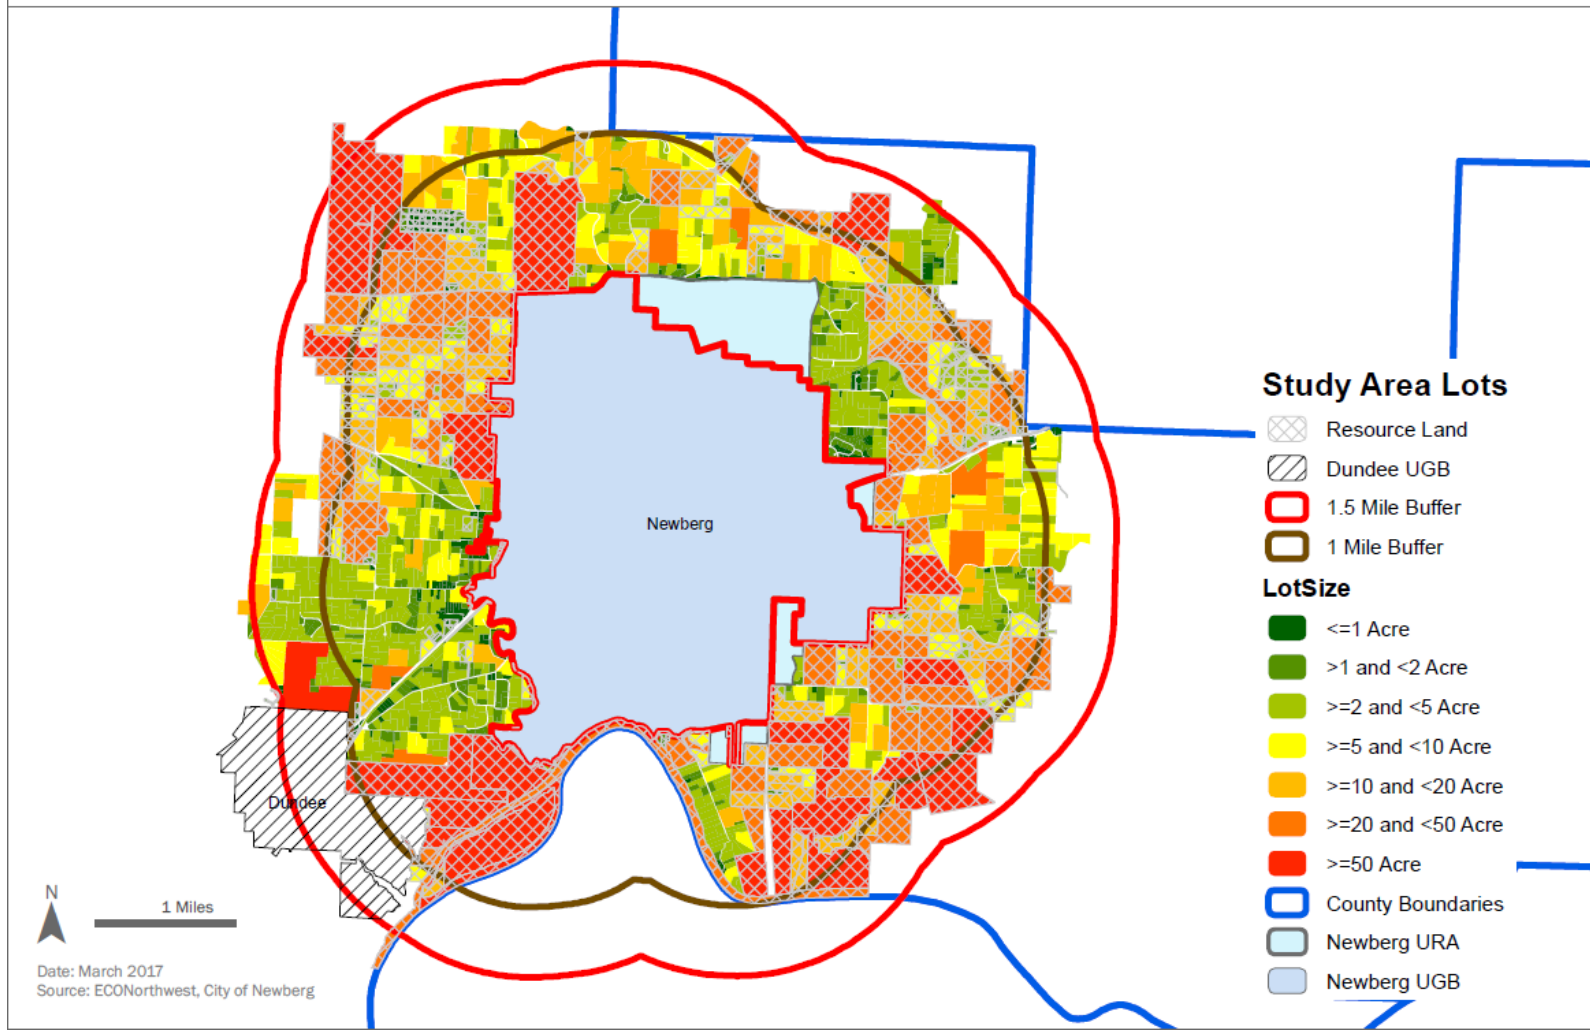 Newberg
Dundee
N
1 Miles
Date: March 2017
Source: ECONorthwest, City of Newberg
Study Area Lots
Resource Land
Dundee UGB
1.5 Mile Buffer
1 Mile Buffer
LotSize
<=1 Acre
>1 and <2 Acre
>=2 and <5 Acre
>=5 and <10 Acre
>=10 and <20 Acre
>=20 and <50 Acre
>=50 Acre
County Boundaries
Newberg URA
Newberg UGB